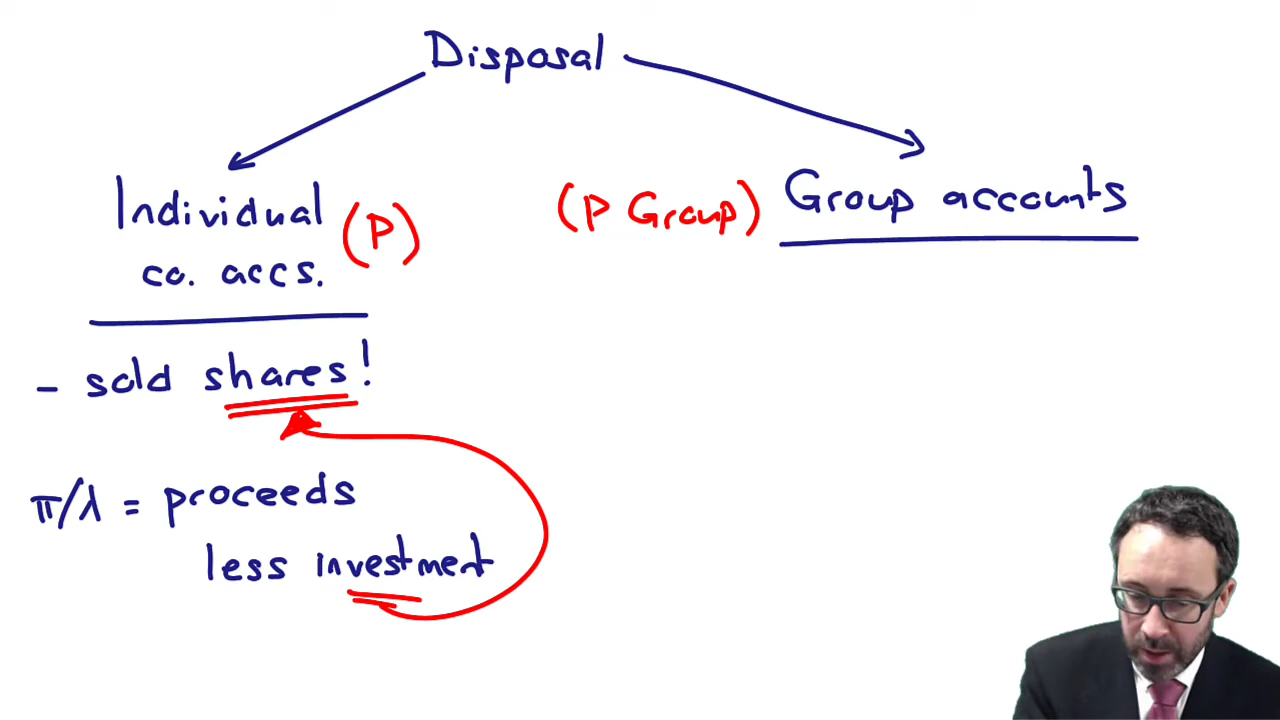 Disposal
Individual
co. accs.
(P)
(P Group)
Group accounts
- sold shares!
π/λ = proceeds
less investment